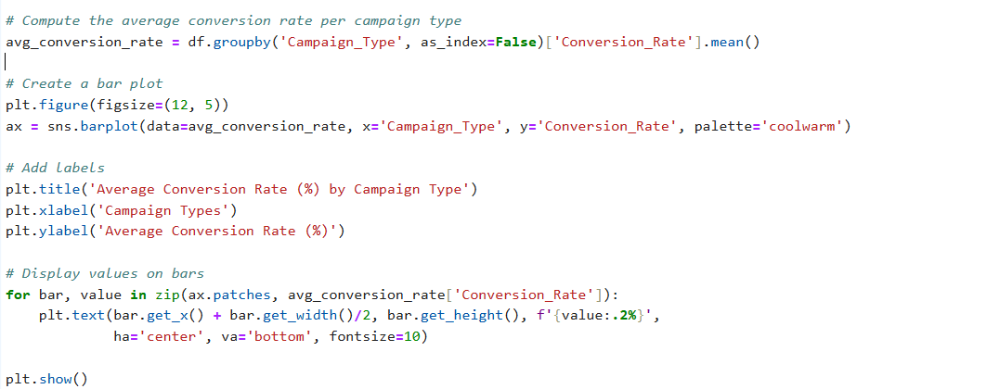 # Compute the average conversion rate per campaign type
avg_conversion_rate = df.groupby('Campaign_Type', as_index=False)['Conversion_Rate'].mean()
# Create a bar plot
plt.figure(figsize=(12, 5))
ax = sns.barplot(data=avg_conversion_rate, x='Campaign_Type', y='Conversion_Rate', palette='coolwarm')
# Add labels
plt.title('Average Conversion Rate (%) by Campaign Type')
plt.xlabel('Campaign Types')
plt.ylabel('Average Conversion Rate (%)')
# Display values on bars
for bar, value in zip(ax.patches, avg_conversion_rate['Conversion_Rate']):
    plt.text(bar.get_x() + bar.get_width()/2, bar.get_height(), f'{value:.2%}',
             ha='center', va='bottom', fontsize=10)
plt.show()